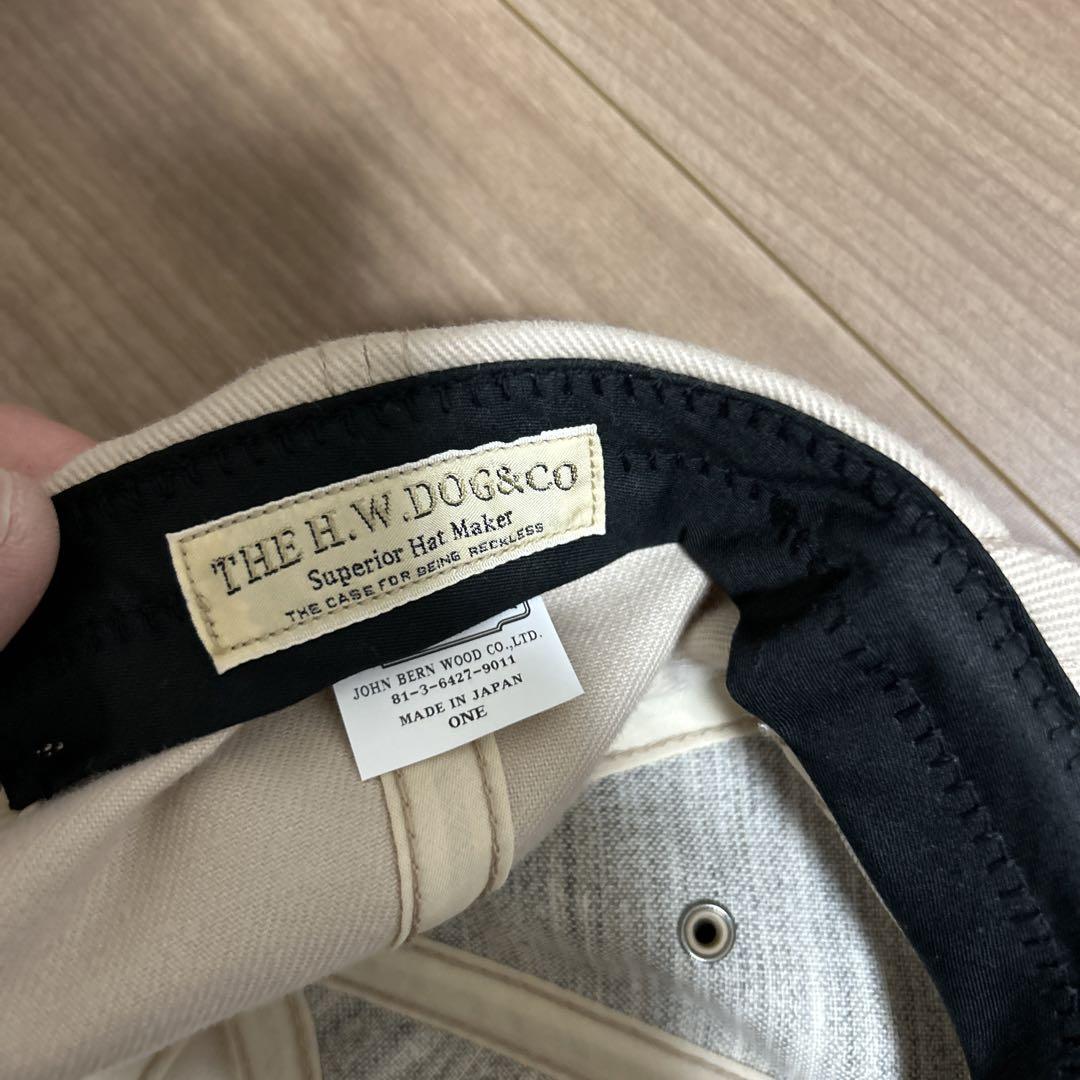 THE H.W.DOG&CO
Superior Hat Maker
THE CASE FOR BEING RECKLESS
JOHN BERN WOOD CO.,LTD.
81-3-6427-9011
MADE IN JAPAN
ONE